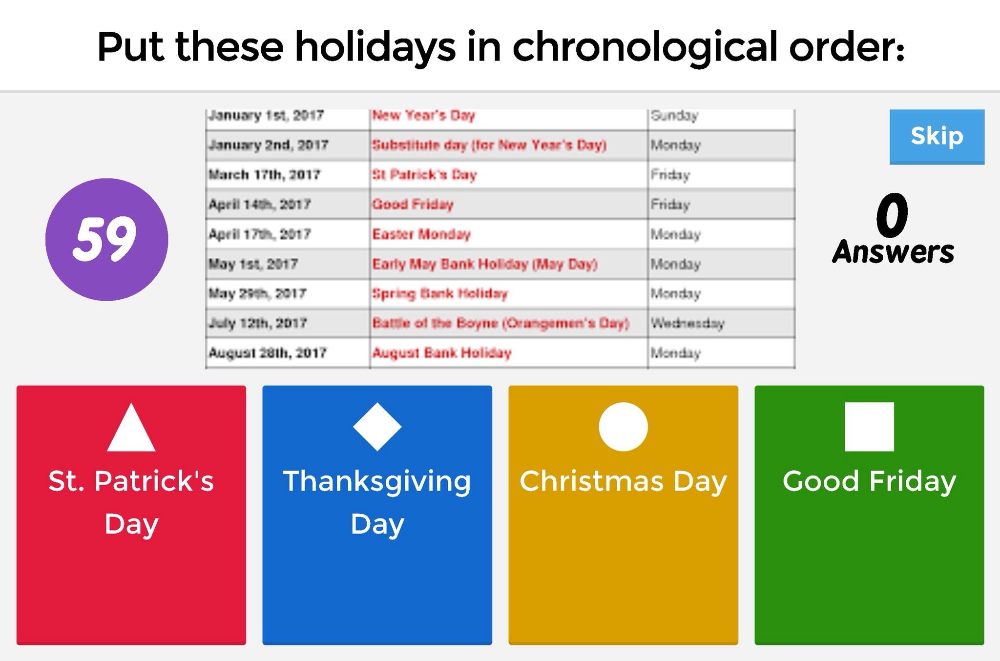 Put these holidays in chronological order:
January 1st, 2017 New Year's Day Sunday
January 2nd, 2017 Substitute day (for New Year's Day) Monday
March 17th, 2017 St Patrick's Day Friday
April 14th, 2017 Good Friday Friday
April 17th, 2017 Easter Monday Monday
May 1st, 2017 Early May Bank Holiday (May Day) Monday
May 29th, 2017 Spring Bank Holiday Monday
July 12th, 2017 Battle of the Boyne (Orangemen's Day) Wednesday
August 28th, 2017 August Bank Holiday Monday
Skip
59
0
Answers
St. Patrick's
Day
Thanksgiving
Day
Christmas Day
Good Friday